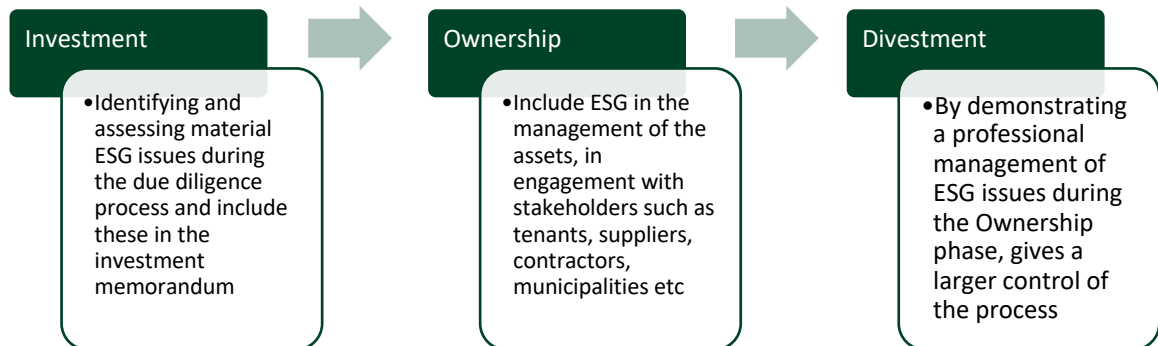 Investment
•Identifying and
assessing material
ESG issues during
the due diligence
process and include
these in the
investment
memorandum
Ownership
•Include ESG in the
management of the
assets, in
engagement with
stakeholders such as
tenants, suppliers,
contractors,
municipalities etc
Divestment
•By demonstrating
a professional
management of
ESG issues during
the Ownership
phase, gives a
larger control of
the process